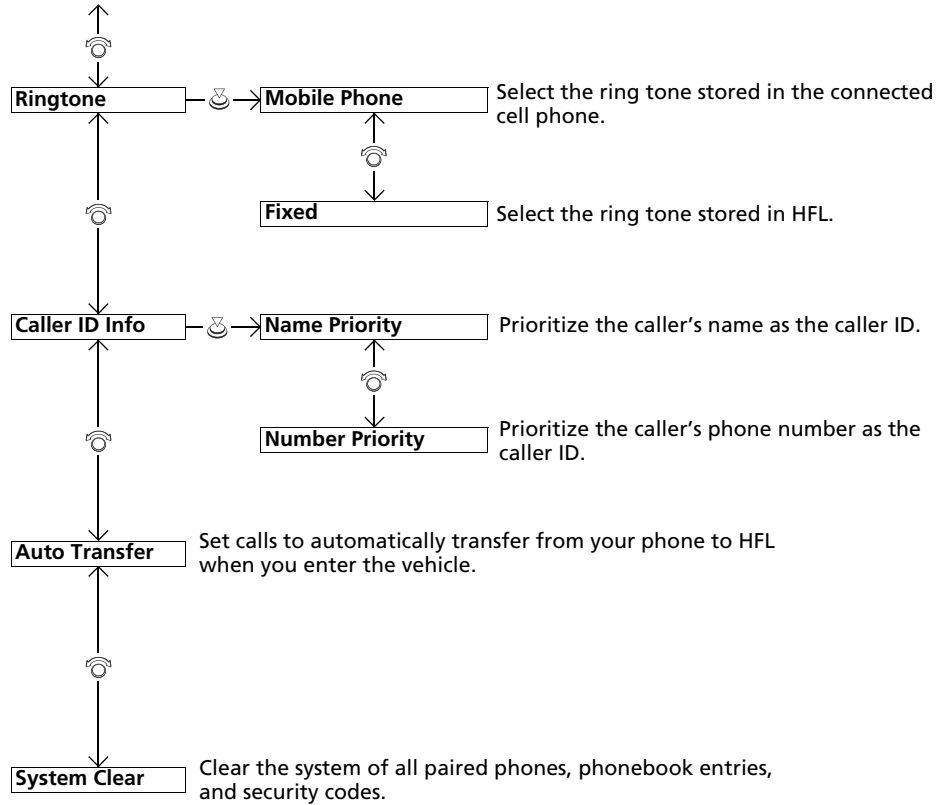 Ringtone
Mobile Phone
Select the ring tone stored in the connected
cell phone.
Fixed
Select the ring tone stored in HFL.
Caller ID Info
Name Priority
Prioritize the caller’s name as the caller ID.
Number Priority
Prioritize the caller’s phone number as the
caller ID.
Auto Transfer
Set calls to automatically transfer from your phone to HFL
when you enter the vehicle.
System Clear
Clear the system of all paired phones, phonebook entries,
and security codes.